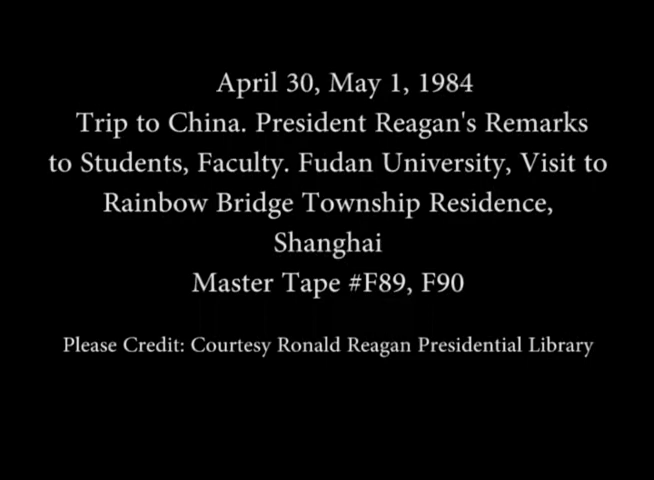 April 30, May 1, 1984
Trip to China. President Reagan's Remarks
to Students, Faculty. Fudan University, Visit to
Rainbow Bridge Township Residence,
Shanghai
Master Tape #F89, F90
Please Credit: Courtesy Ronald Reagan Presidential Library